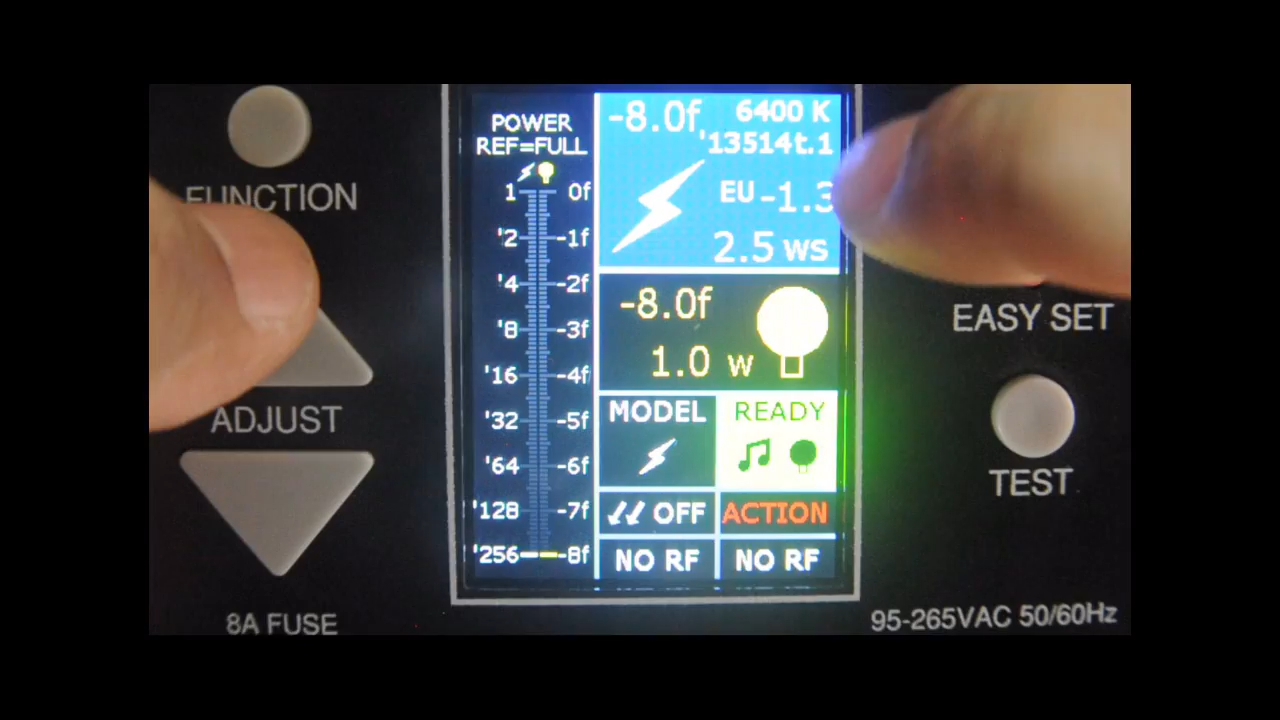 FUNCTION
ADJUST
8A FUSE
POWER
REF=FULL
1 0f
'2 -1f
'4 -2f
'8 -3f
'16 -4f
'32 -5f
'64 -6f
'128 -7f
'256 -8f
-8.0f 6400 K
'13514t.1
EU -1.3
2.5 ws
-8.0f
1.0 w
MODEL READY
OFF ACTION
NO RF NO RF
EASY SET
TEST
95-265VAC 50/60Hz